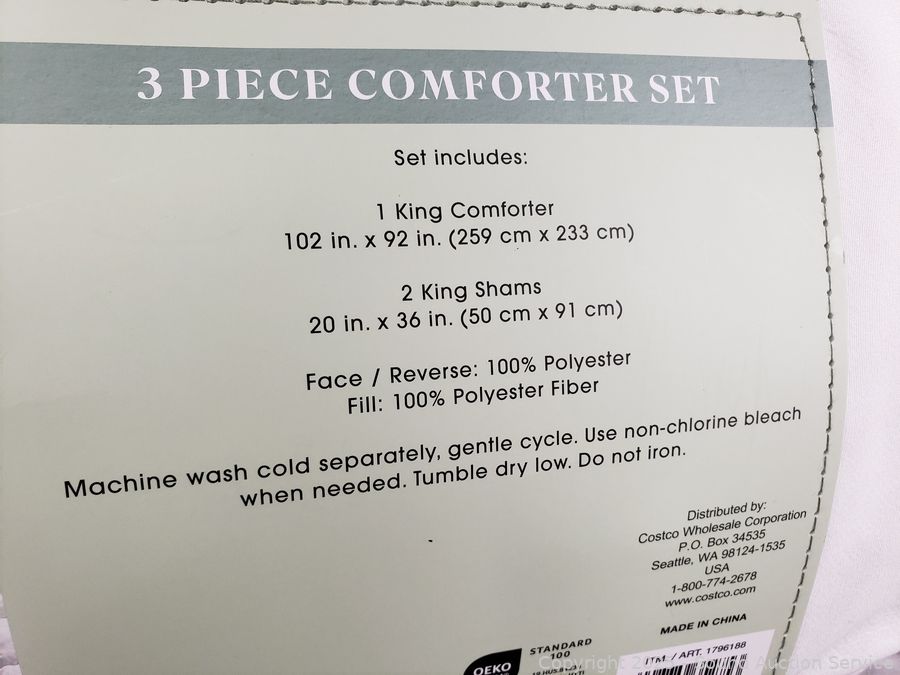 3 PIECE COMFORTER SET
Set includes:
1 King Comforter
102 in. x 92 in. (259 cm x 233 cm)
2 King Shams
20 in. x 36 in. (50 cm x 91 cm)
Face / Reverse: 100% Polyester
Fill: 100% Polyester Fiber
Machine wash cold separately, gentle cycle. Use non-chlorine bleach
when needed. Tumble dry low. Do not iron.
Distributed by:
Costco Wholesale Corporation
P.O. Box 34535
Seattle, WA 98124-1535
USA
1-800-774-2678
www.costco.com
MADE IN CHINA
ITM. / ART. 1796188
OEKO
STANDARD
100
Copyright Auction Service